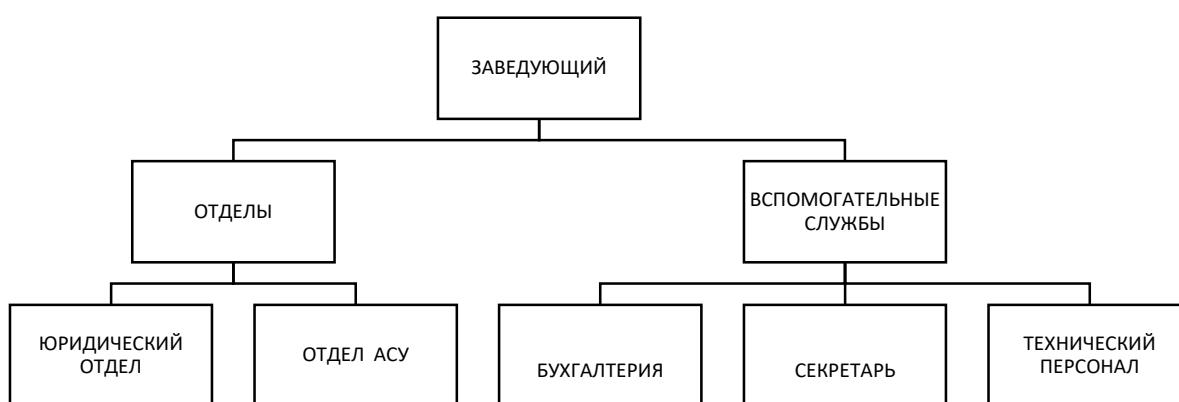 ЗАВЕДУЮЩИЙ
ОТДЕЛЫ
ВСПОМОГАТЕЛЬНЫЕ
СЛУЖБЫ
ЮРИДИЧЕСКИЙ
ОТДЕЛ
ОТДЕЛ АСУ
БУХГАЛТЕРИЯ
СЕКРЕТАРЬ
ТЕХНИЧЕСКИЙ
ПЕРСОНАЛ